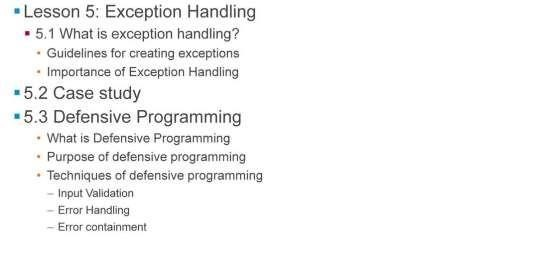 Lesson 5: Exception Handling
5.1 What is exception handling?
Guidelines for creating exceptions
Importance of Exception Handling
5.2 Case study
5.3 Defensive Programming
What is Defensive Programming
Purpose of defensive programming
Techniques of defensive programming
– Input Validation
– Error Handling
– Error containment